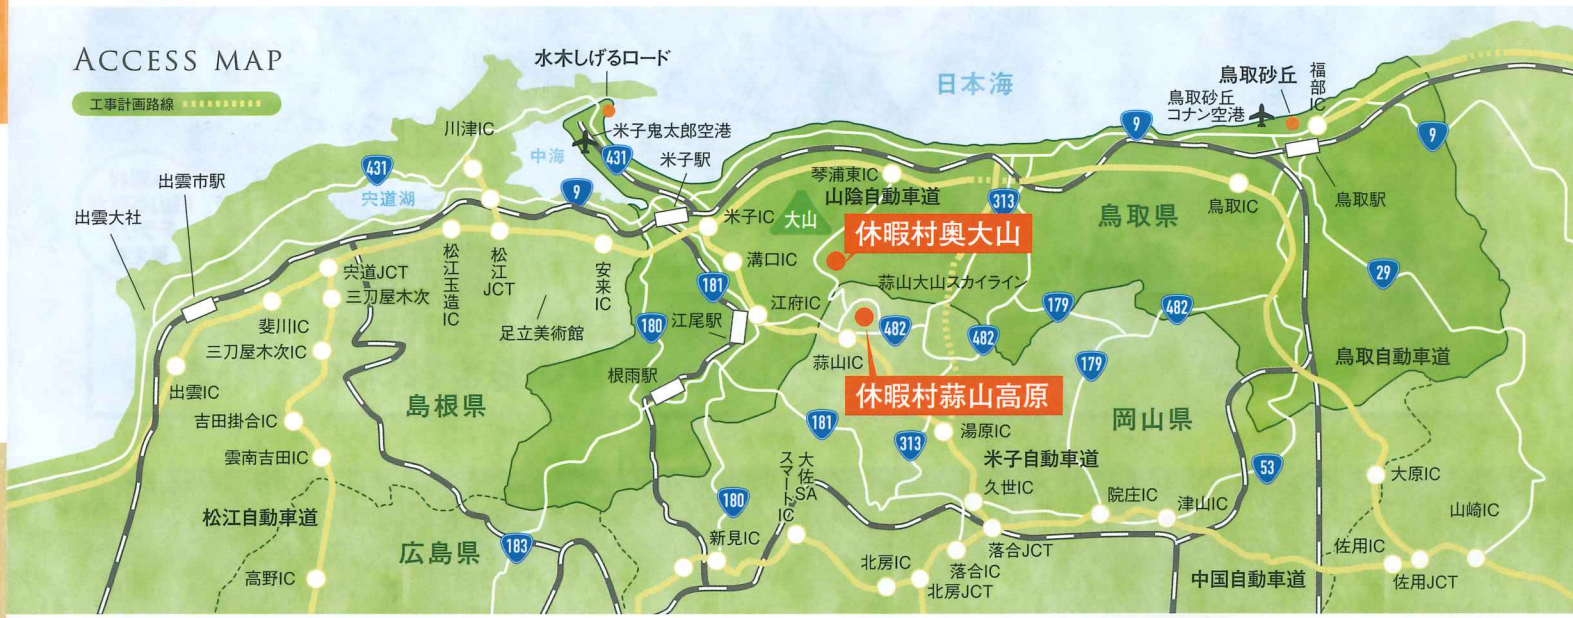 ACCESS MAP
工事計画路線
水木しげるロード
日本海
鳥取砂丘
福部IC
鳥取砂丘
コナン空港
川津IC
米子鬼太郎空港
中海
431
米子駅
9
9
431
出雲市駅
宍道湖
9
琴浦東IC
山陰自動車道
313
鳥取県
鳥取IC
鳥取駅
出雲大社
米子IC
大山
休暇村奥大山
松江玉造IC
松江JCT
安来IC
溝口IC
宍道JCT
三刀屋木次
蒜山大山スカイライン
29
181
江府IC
179
482
斐川IC
足立美術館
180
江尾駅
482
482
三刀屋木次IC
蒜山IC
179
鳥取自動車道
出雲IC
根雨駅
休暇村蒜山高原
島根県
岡山県
吉田掛合IC
181
313
湯原IC
雲南吉田IC
米子自動車道
53
大原IC
大佐SA
スマートIC
久世IC
院庄IC
津山IC
山崎IC
松江自動車道
180
広島県
183
新見IC
落合JCT
佐用IC
高野IC
北房IC
落合IC
中国自動車道
佐用JCT
北房JCT